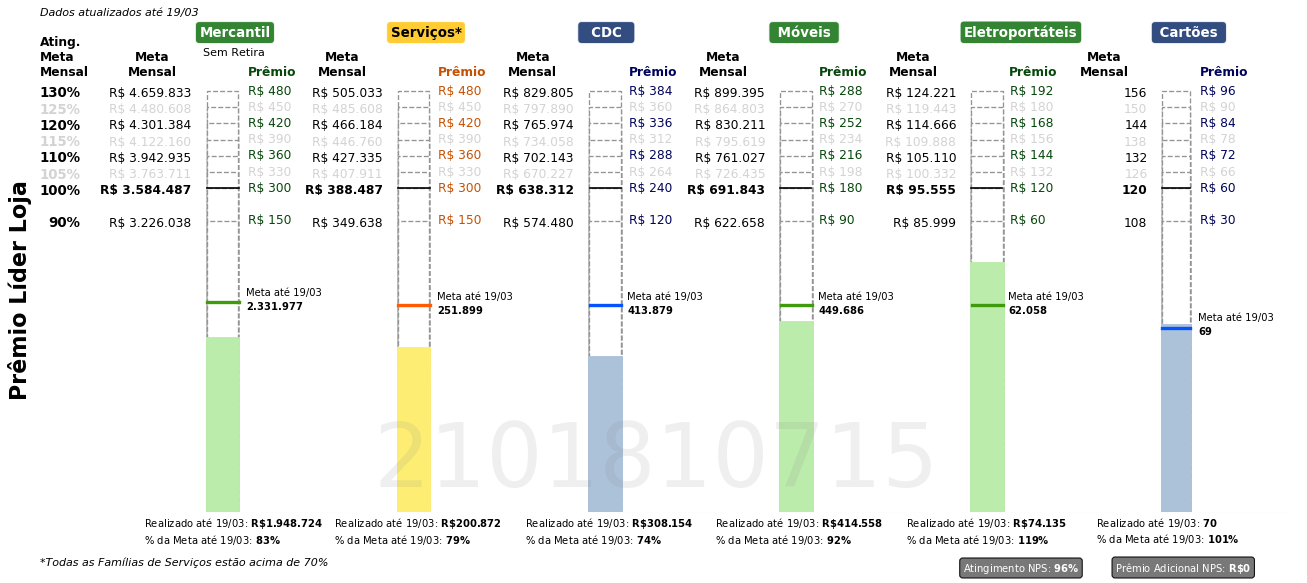 Dados atualizados até 19/03
Mercantil Serviços* CDC Móveis Eletroportáteis Cartões
Sem Retira
Ating. Meta Mensal
Meta Mensal Prêmio Meta Mensal Prêmio Meta Mensal Prêmio Meta Mensal Prêmio Meta Mensal Prêmio Meta Mensal Prêmio
130% R$ 4.659.833 R$ 480 R$ 505.033 R$ 480 R$ 829.805 R$ 384 R$ 899.395 R$ 288 R$ 124.221 R$ 192 156 R$ 96
125% R$ 4.480.608 R$ 450 R$ 485.608 R$ 450 R$ 797.890 R$ 360 R$ 864.803 R$ 270 R$ 119.443 R$ 180 150 R$ 90
120% R$ 4.301.384 R$ 420 R$ 466.184 R$ 420 R$ 765.974 R$ 336 R$ 830.211 R$ 252 R$ 114.666 R$ 168 144 R$ 84
115% R$ 4.122.160 R$ 390 R$ 446.760 R$ 390 R$ 734.058 R$ 312 R$ 795.619 R$ 234 R$ 109.888 R$ 156 138 R$ 78
110% R$ 3.942.935 R$ 360 R$ 427.335 R$ 360 R$ 702.143 R$ 288 R$ 761.027 R$ 216 R$ 105.110 R$ 144 132 R$ 72
105% R$ 3.763.711 R$ 330 R$ 407.911 R$ 330 R$ 670.227 R$ 264 R$ 726.435 R$ 198 R$ 100.332 R$ 132 126 R$ 66
100% R$ 3.584.487 R$ 300 R$ 388.487 R$ 300 R$ 638.312 R$ 240 R$ 691.843 R$ 180 R$ 95.555 R$ 120 120 R$ 60
90% R$ 3.226.038 R$ 150 R$ 349.638 R$ 150 R$ 574.480 R$ 120 R$ 622.658 R$ 90 R$ 85.999 R$ 60 108 R$ 30
Prêmio Líder Loja
Meta até 19/03 Meta até 19/03 Meta até 19/03 Meta até 19/03 Meta até 19/03 Meta até 19/03
2.331.977 251.899 413.879 449.686 62.058 69
2101810715
Realizado até 19/03: R$1.948.724 Realizado até 19/03: R$200.872 Realizado até 19/03: R$308.154 Realizado até 19/03: R$414.558 Realizado até 19/03: R$74.135 Realizado até 19/03: 70
% da Meta até 19/03: 83% % da Meta até 19/03: 79% % da Meta até 19/03: 74% % da Meta até 19/03: 92% % da Meta até 19/03: 119% % da Meta até 19/03: 101%
*Todas as Famílias de Serviços estão acima de 70%
Atingimento NPS: 96% Prêmio Adicional NPS: R$0